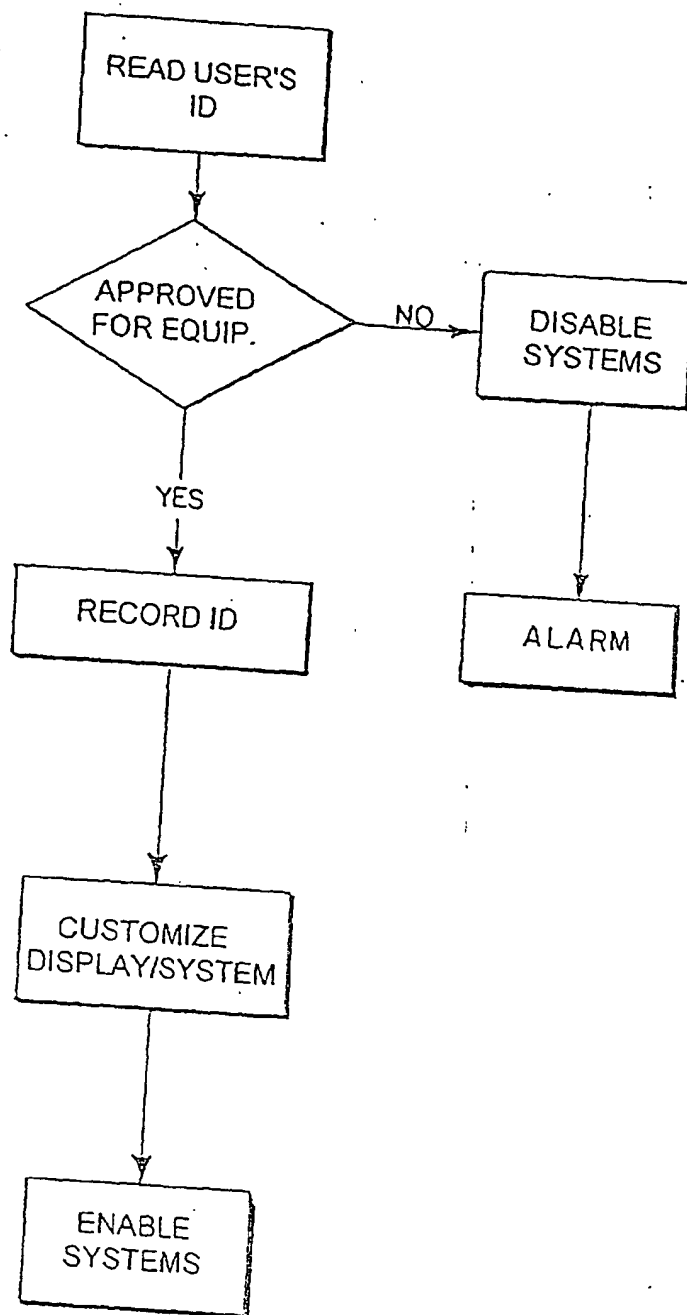 READ USER'S
ID
APPROVED
FOR EQUIP.
NO
DISABLE
SYSTEMS
YES
RECORD ID
ALARM
CUSTOMIZE
DISPLAY/SYSTEM
ENABLE
SYSTEMS